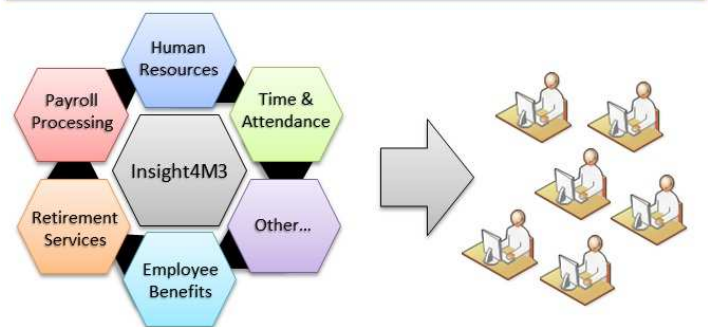 Human
Resources
Payroll
Processing
Time &
Attendance
Insight4M3
Retirement
Services
Other...
Employee
Benefits